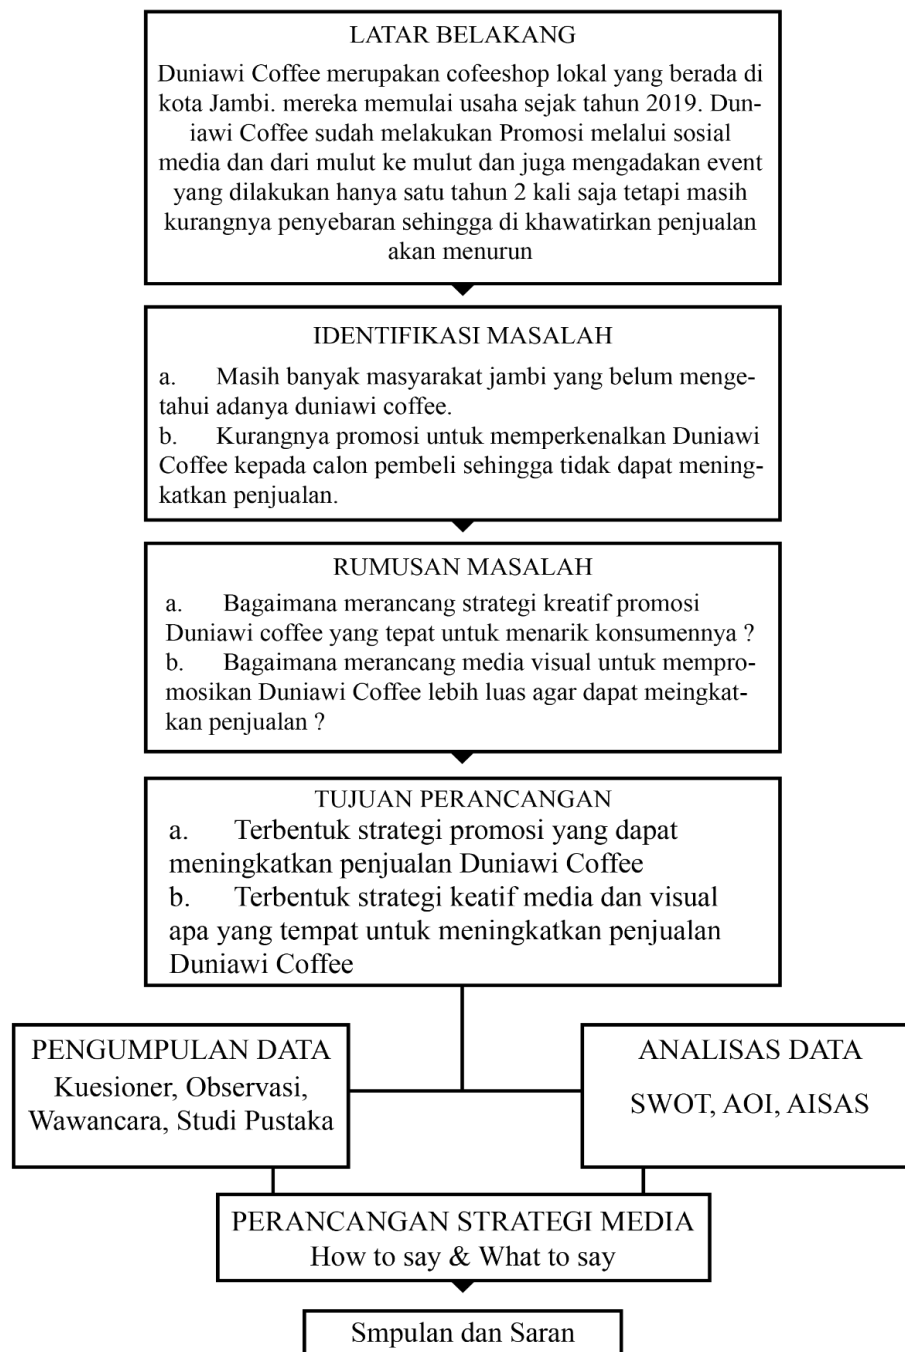 LATAR BELAKANG
Duniawi Coffee merupakan cofeeshop lokal yang berada di
kota Jambi. mereka memulai usaha sejak tahun 2019. Dun-
iawi Coffee sudah melakukan Promosi melalui sosial
media dan dari mulut ke mulut dan juga mengadakan event
yang dilakukan hanya satu tahun 2 kali saja tetapi masih
kurangnya penyebaran sehingga di khawatirkan penjualan
akan menurun
IDENTIFIKASI MASALAH
a. Masih banyak masyarakat jambi yang belum menge-
tahui adanya duniawi coffee.
b. Kurangnya promosi untuk memperkenalkan Duniawi
Coffee kepada calon pembeli sehingga tidak dapat mening-
katkan penjualan.
RUMUSAN MASALAH
a. Bagaimana merancang strategi kreatif promosi
Duniawi coffee yang tepat untuk menarik konsumennya ?
b. Bagaimana merancang media visual untuk mempro-
mosikan Duniawi Coffee lebih luas agar dapat meingkat-
kan penjualan ?
TUJUAN PERANCANGAN
a. Terbentuk strategi promosi yang dapat
meningkatkan penjualan Duniawi Coffee
b. Terbentuk strategi keatif media dan visual
apa yang tempat untuk meningkatkan penjualan
Duniawi Coffee
PENGUMPULAN DATA
Kuesioner, Observasi,
Wawancara, Studi Pustaka
ANALISAS DATA
SWOT, AOI, AISAS
PERANCANGAN STRATEGI MEDIA
How to say & What to say
Smpulan dan Saran